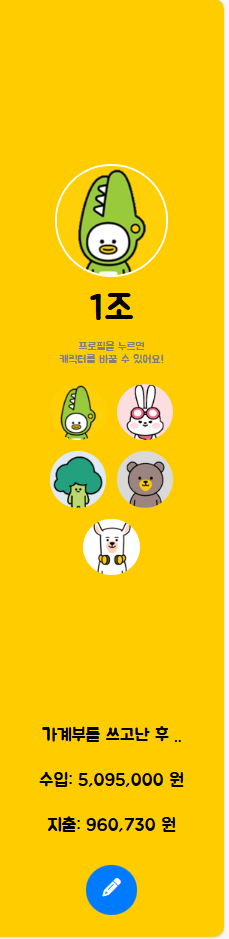 1조
프로필을 누르면
캐릭터를 바꿀 수 있어요!
가계부를 쓰고난 후 ..
수입: 5,095,000 원
지출: 960,730 원